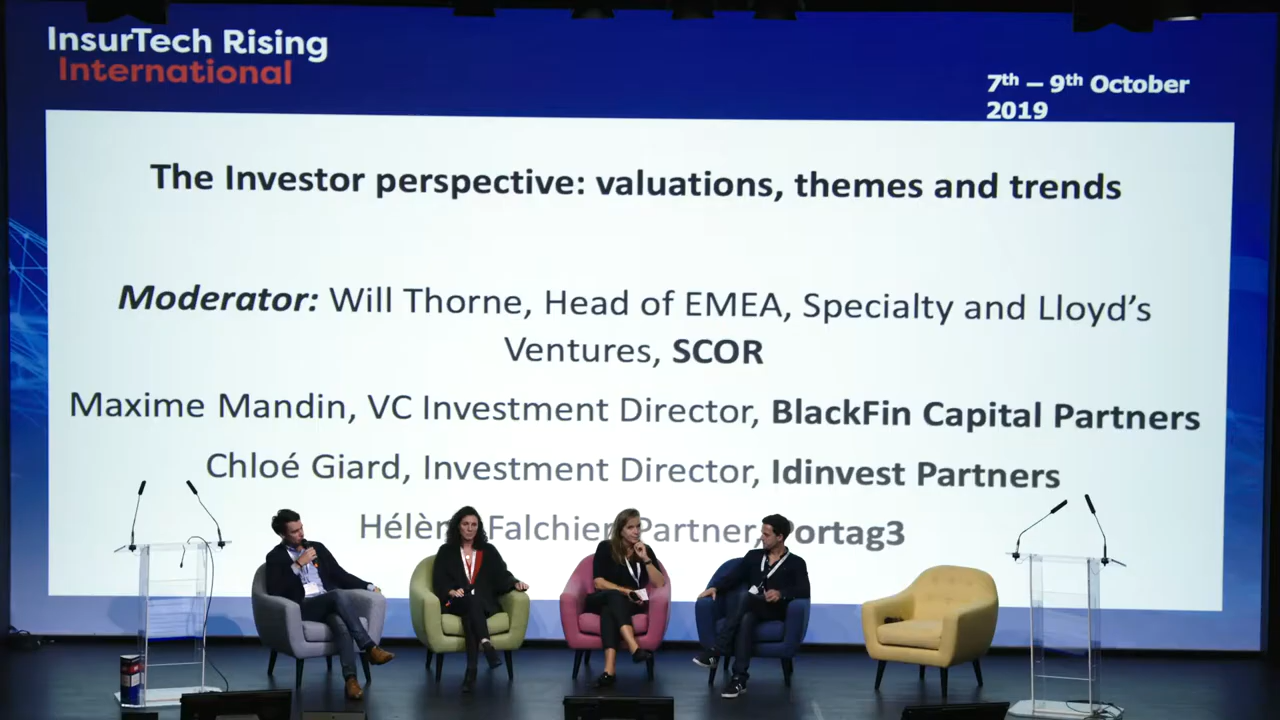 InsurTech Rising
International
7th – 9th October
2019
The Investor perspective: valuations, themes and trends
Moderator: Will Thorne, Head of EMEA, Specialty and Lloyd's
Ventures, SCOR
Maxime Mandin, VC Investment Director, BlackFin Capital Partners
Chloé Giard, Investment Director, Idinvest Partners
Falchier, Partner, Portag3